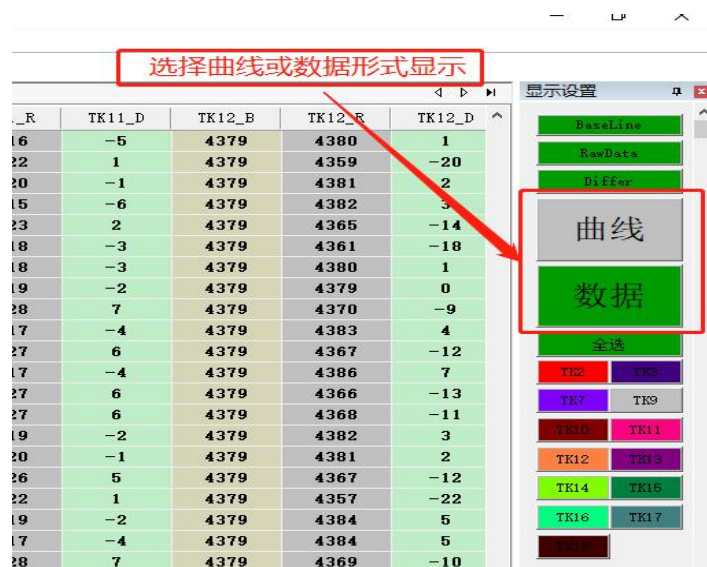 选择曲线或数据形式显示
显示设置
_R TK11_D TK12_B TK12_R TK12_D
16 -5 4379 4380 1
22 1 4379 4359 -20
20 -1 4379 4381 2
15 -6 4379 4382 3
23 2 4379 4365 -14
18 -3 4379 4361 -18
18 -3 4379 4380 1
19 -2 4379 4379 0
28 7 4379 4370 -9
17 -4 4379 4383 4
27 6 4379 4367 -12
17 -4 4379 4386 7
27 6 4379 4366 -13
27 6 4379 4368 -11
19 -2 4379 4382 3
20 -1 4379 4381 2
26 5 4379 4367 -12
22 1 4379 4357 -22
19 -2 4379 4384 5
17 -4 4379 4384 5
28 7 4379 4369 -10
BaseLine
RawData
Differ
曲线
数据
全选
TK2 TK3
TK7 TK9
TK10 TK11
TK12 TK13
TK14 TK15
TK16 TK17